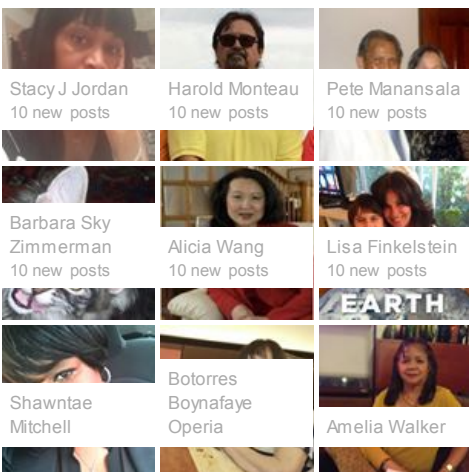 Stacy J Jordan
10 new posts
Harold Monteau
10 new posts
Pete Manansala
10 new posts
Barbara Sky
Zimmerman
10 new posts
Alicia Wang
10 new posts
Lisa Finkelstein
10 new posts
EARTH
Shawntae
Mitchell
Botorres
Boynafaye
Operia
Amelia Walker